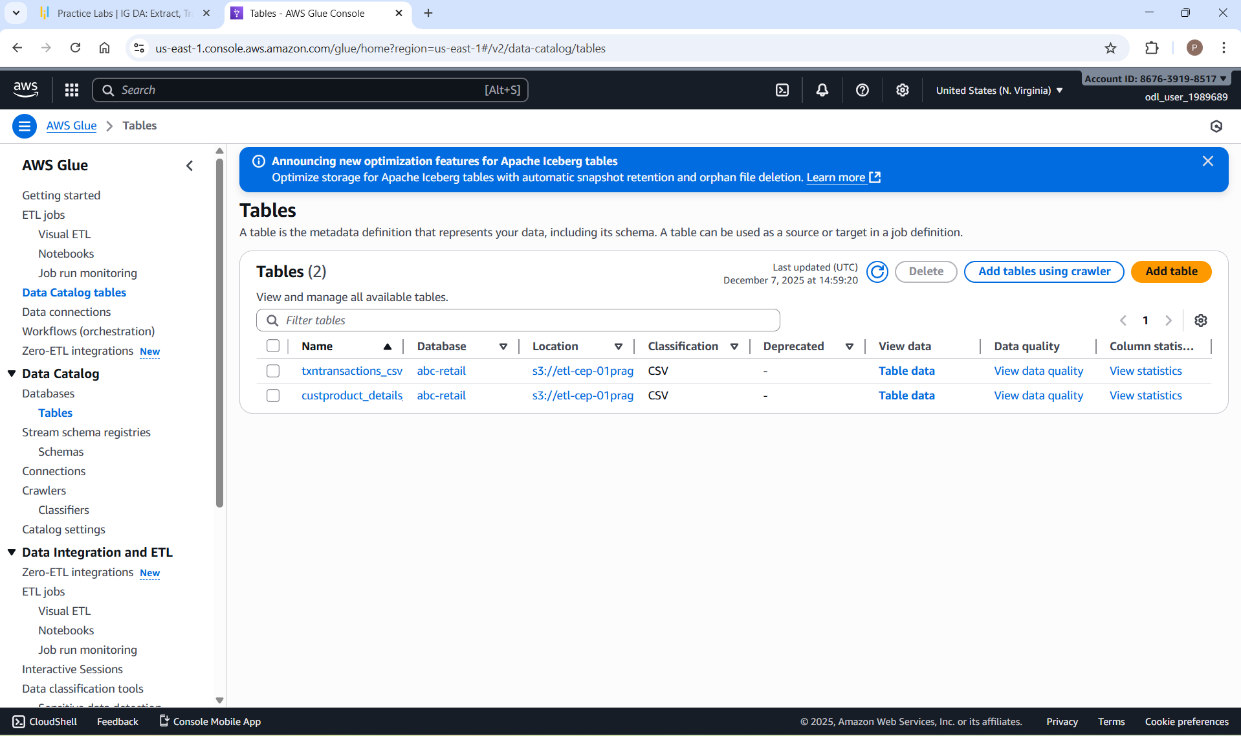 Practice Labs | IG DA: Extract, Tr
Tables - AWS Glue Console
us-east-1.console.aws.amazon.com/glue/home?region=us-east-1#/v2/data-catalog/tables
P
aws
Search [Alt+S]
United States (N. Virginia)
Account ID: 8676-3919-8517
odl_user_1989689
AWS Glue > Tables
AWS Glue
Getting started
ETL jobs
Visual ETL
Notebooks
Job run monitoring
Data Catalog tables
Data connections
Workflows (orchestration)
Zero-ETL integrations New
Data Catalog
Databases
Tables
Stream schema registries
Schemas
Connections
Crawlers
Classifiers
Catalog settings
Data Integration and ETL
Zero-ETL integrations New
ETL jobs
Visual ETL
Notebooks
Job run monitoring
Interactive Sessions
Data classification tools
Sensitive data detection
Announcing new optimization features for Apache Iceberg tables
Optimize storage for Apache Iceberg tables with automatic snapshot retention and orphan file deletion. Learn more
Tables
A table is the metadata definition that represents your data, including its schema. A table can be used as a source or target in a job definition.
Tables (2)
Last updated (UTC)
December 7, 2025 at 14:59:20
Delete
Add tables using crawler
Add table
View and manage all available tables.
Filter tables
1
Name Database Location Classification Deprecated View data Data quality Column statis...
txntransactions_csv abc-retail s3://etl-cep-01prag CSV - Table data View data quality View statistics
custproduct_details abc-retail s3://etl-cep-01prag CSV - Table data View data quality View statistics
CloudShell Feedback Console Mobile App
© 2025, Amazon Web Services, Inc. or its affiliates. Privacy Terms Cookie preferences